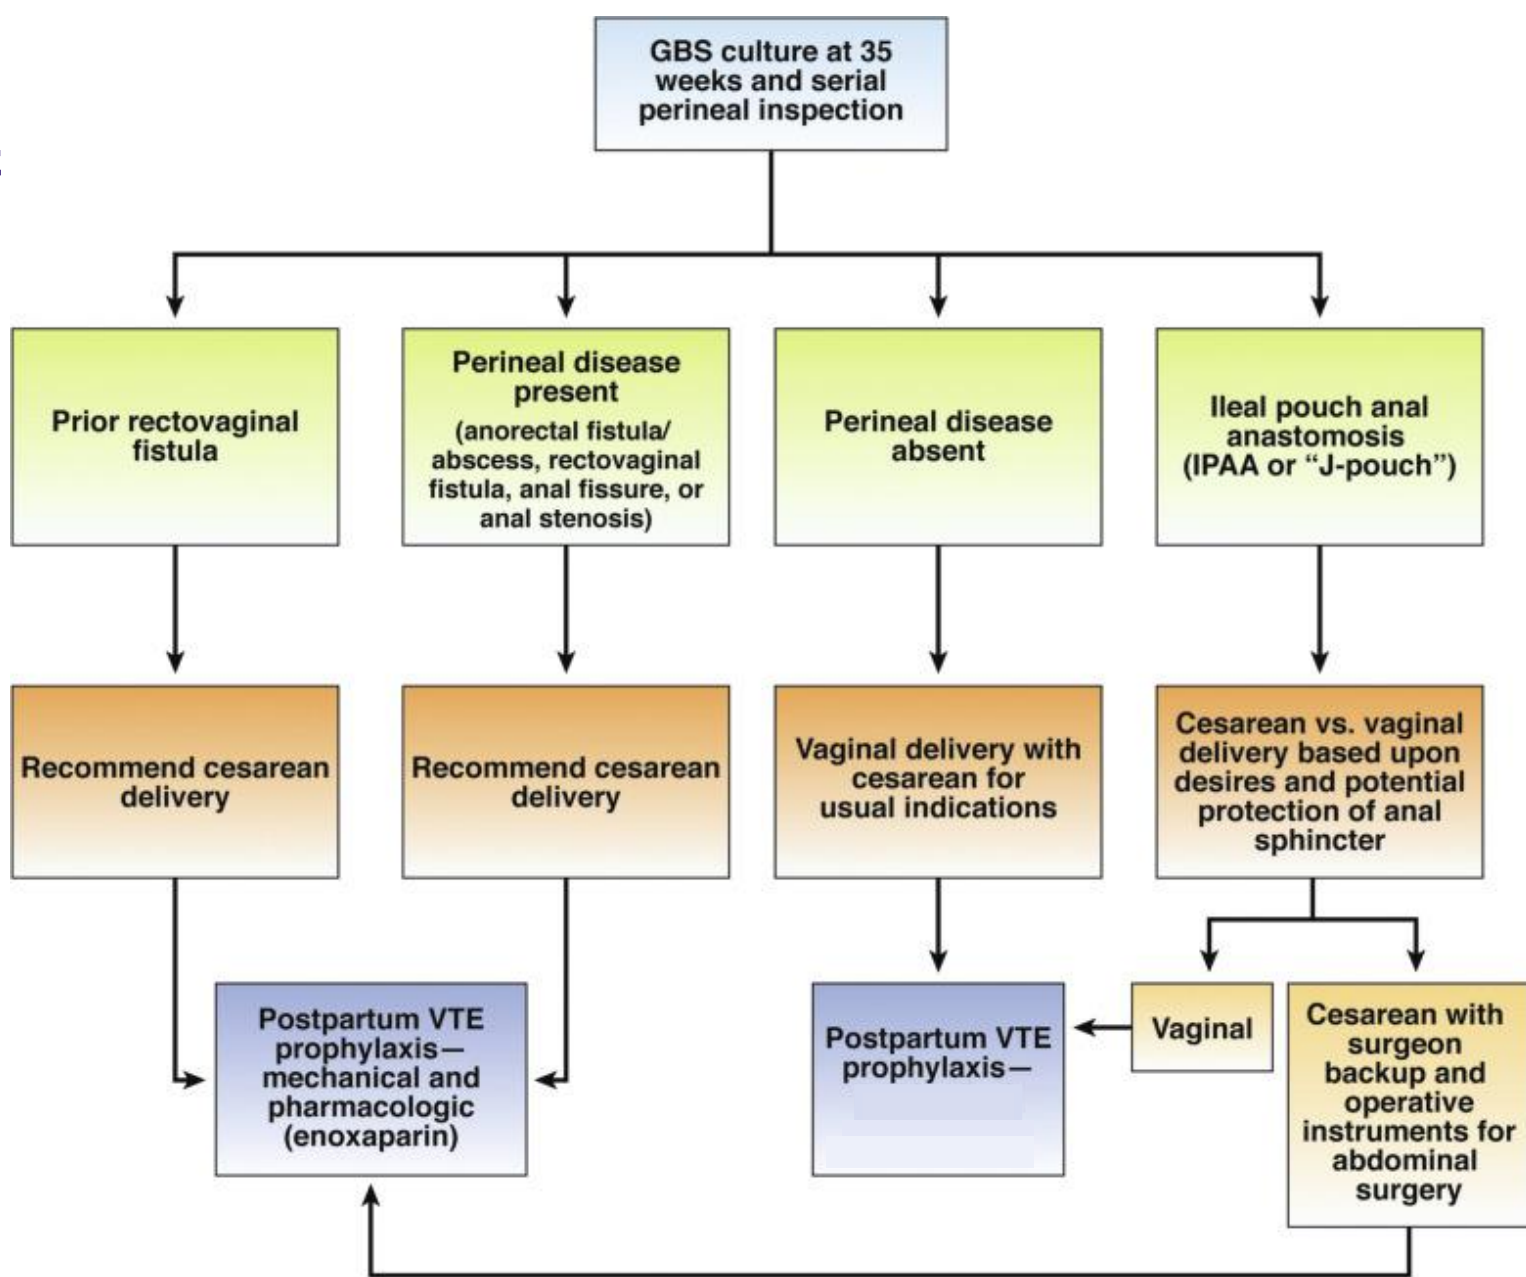 GBS culture at 35
weeks and serial
perineal inspection
Prior rectovaginal
fistula
Perineal disease
present
(anorectal fistula/
abscess, rectovaginal
fistula, anal fissure, or
anal stenosis)
Perineal disease
absent
Ileal pouch anal
anastomosis
(IPAA or “J-pouch”)
Recommend cesarean
delivery
Recommend cesarean
delivery
Vaginal delivery with
cesarean for
usual indications
Cesarean vs. vaginal
delivery based upon
desires and potential
protection of anal
sphincter
Postpartum VTE
prophylaxis—
mechanical and
pharmacologic
(enoxaparin)
Postpartum VTE
prophylaxis—
Vaginal
Cesarean with
surgeon
backup and
operative
instruments for
abdominal
surgery